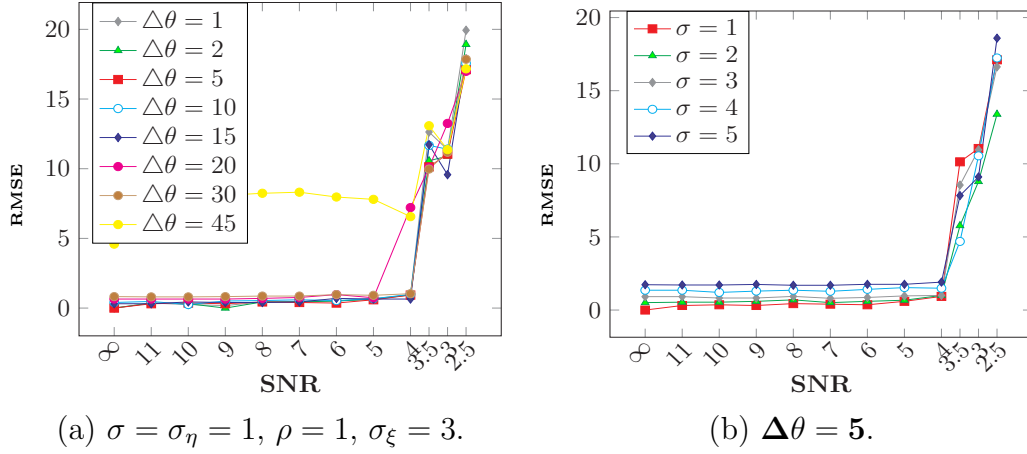 20
15
10
5
0
RMSE
△θ = 1
△θ = 2
△θ = 5
△θ = 10
△θ = 15
△θ = 20
△θ = 30
△θ = 45
∞ 11 10 9 8 7 6 5 4 3.5 3 2.5
SNR
(a) σ = σ_η = 1, ρ = 1, σ_ξ = 3.
20
15
10
5
0
RMSE
σ = 1
σ = 2
σ = 3
σ = 4
σ = 5
∞ 11 10 9 8 7 6 5 4 3.5 3 2.5
SNR
(b) Δθ = 5.